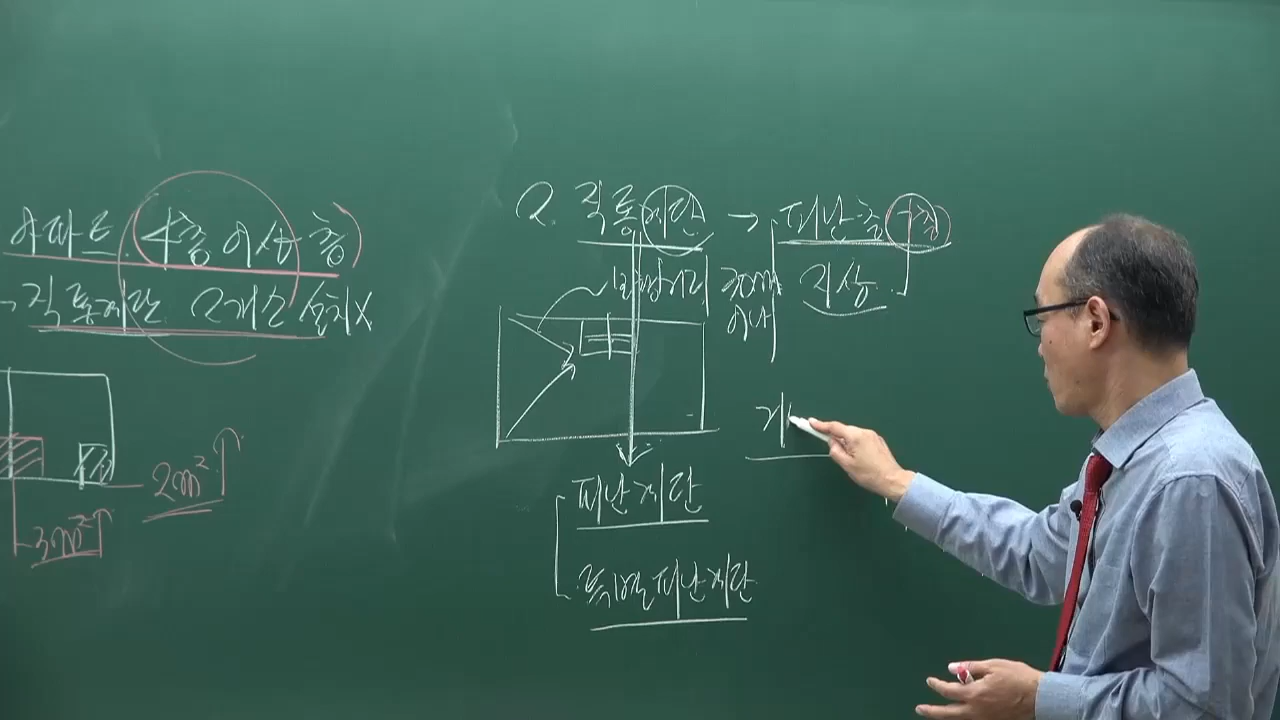 아파트. 4층 이상 층)
→직통계단 2개소 설치X
2m²↑
3m²↑
2. 직통계단 → 피난층, 층
보행거리 30m 이내
지상
피난계단
특별피난계단